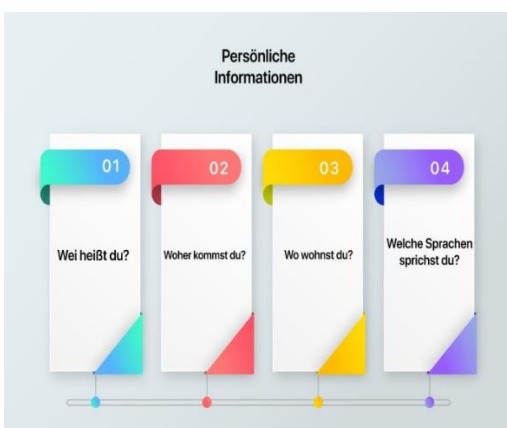 Persönliche
Informationen
01
Wei heißt du?
02
Woher kommst du?
03
Wo wohnst du?
04
Welche Sprachen
sprichst du?